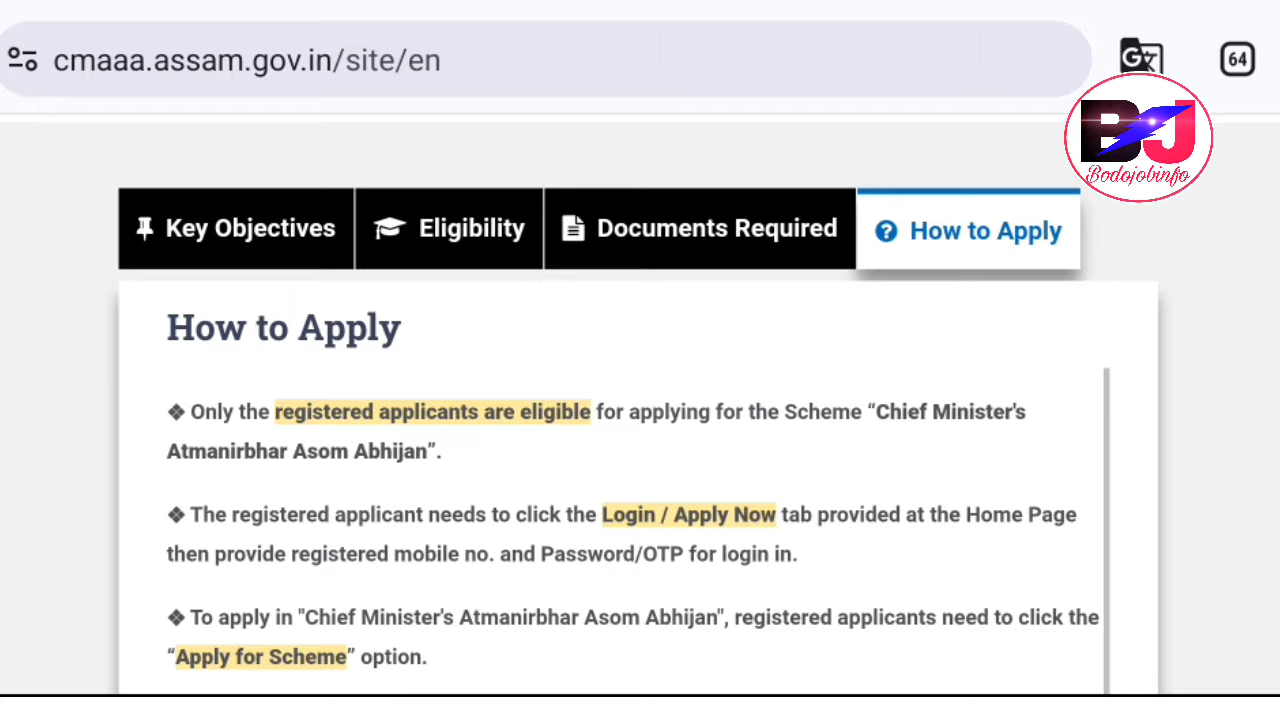 cmaaa.assam.gov.in/site/en
G
64
BJ
Bodojobinfo
Key Objectives
Eligibility
Documents Required
? How to Apply
How to Apply
❖ Only the registered applicants are eligible for applying for the Scheme “Chief Minister's
Atmanirbhar Asom Abhijan”.
❖ The registered applicant needs to click the Login / Apply Now tab provided at the Home Page
then provide registered mobile no. and Password/OTP for login in.
❖ To apply in "Chief Minister's Atmanirbhar Asom Abhijan", registered applicants need to click the
“Apply for Scheme” option.